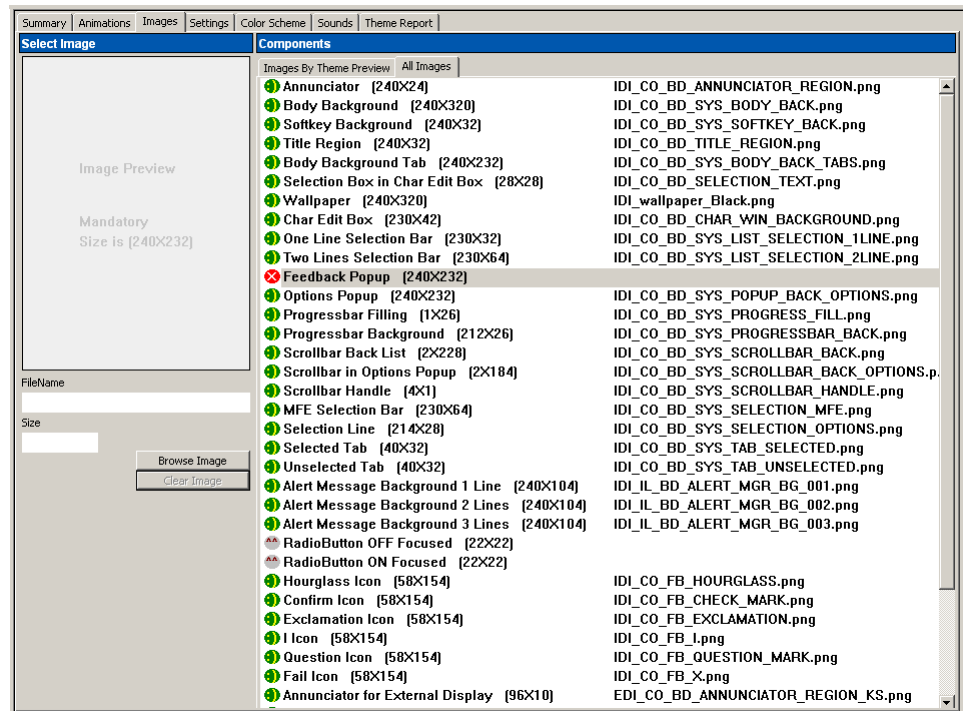 Summary Animations Images Settings Color Scheme Sounds Theme Report
Select Image
Components
Images By Theme Preview All Images
Image Preview
Mandatory
Size is (240X232)
FileName
Size
Browse Image
Clear Image
Annunciator (240X24) IDI_CO_BD_ANNUNCIATOR_REGION.png
Body Background (240X320) IDI_CO_BD_SYS_BODY_BACK.png
Softkey Background (240X32) IDI_CO_BD_SYS_SOFTKEY_BACK.png
Title Region (240X32) IDI_CO_BD_TITLE_REGION.png
Body Background Tab (240X232) IDI_CO_BD_SYS_BODY_BACK_TABS.png
Selection Box in Char Edit Box (28X28) IDI_CO_BD_SELECTION_TEXT.png
Wallpaper (240X320) IDI_wallpaper_Black.png
Char Edit Box (230X42) IDI_CO_BD_CHAR_WIN_BACKGROUND.png
One Line Selection Bar (230X32) IDI_CO_BD_SYS_LIST_SELECTION_1LINE.png
Two Lines Selection Bar (230X64) IDI_CO_BD_SYS_LIST_SELECTION_2LINE.png
Feedback Popup (240X232)
Options Popup (240X232) IDI_CO_BD_SYS_POPUP_BACK_OPTIONS.png
Progressbar Filling (1X26) IDI_CO_BD_SYS_PROGRESS_FILL.png
Progressbar Background (212X26) IDI_CO_BD_SYS_PROGRESSBAR_BACK.png
Scrollbar Back List (2X228) IDI_CO_BD_SYS_SCROLLBAR_BACK.png
Scrollbar in Options Popup (2X184) IDI_CO_BD_SYS_SCROLLBAR_BACK_OPTIONS.p.
Scrollbar Handle (4X1) IDI_CO_BD_SYS_SCROLLBAR_HANDLE.png
MFE Selection Bar (230X64) IDI_CO_BD_SYS_SELECTION_MFE.png
Selection Line (214X28) IDI_CO_BD_SYS_SELECTION_OPTIONS.png
Selected Tab (40X32) IDI_CO_BD_SYS_TAB_SELECTED.png
Unselected Tab (40X32) IDI_CO_BD_SYS_TAB_UNSELECTED.png
Alert Message Background 1 Line (240X104) IDI_IL_BD_ALERT_MGR_BG_001.png
Alert Message Background 2 Lines (240X104) IDI_IL_BD_ALERT_MGR_BG_002.png
Alert Message Background 3 Lines (240X104) IDI_IL_BD_ALERT_MGR_BG_003.png
RadioButton OFF Focused (22X22)
RadioButton ON Focused (22X22)
Hourglass Icon (58X154) IDI_CO_FB_HOURGLASS.png
Confirm Icon (58X154) IDI_CO_FB_CHECK_MARK.png
Exclamation Icon (58X154) IDI_CO_FB_EXCLAMATION.png
I Icon (58X154) IDI_CO_FB_I.png
Question Icon (58X154) IDI_CO_FB_QUESTION_MARK.png
Fail Icon (58X154) IDI_CO_FB_X.png
Annunciator for External Display (96X10) EDI_CO_BD_ANNUNCIATOR_REGION_KS.png